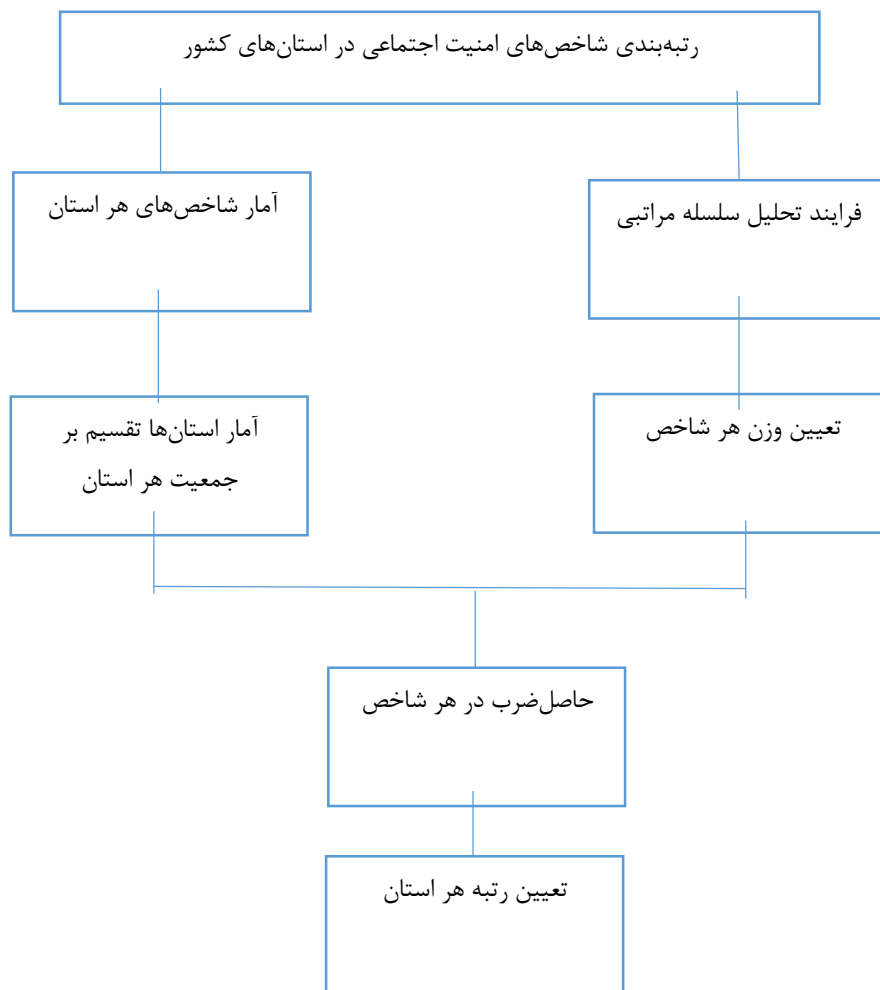 رتبه‌بندی شاخص‌های امنیت اجتماعی در استان‌های کشور
فرایند تحلیل سلسله مراتبی
آمار شاخص‌های هر استان
تعیین وزن هر شاخص
آمار استان‌ها تقسیم بر
جمعیت هر استان
حاصل‌ضرب در هر شاخص
تعیین رتبه هر استان